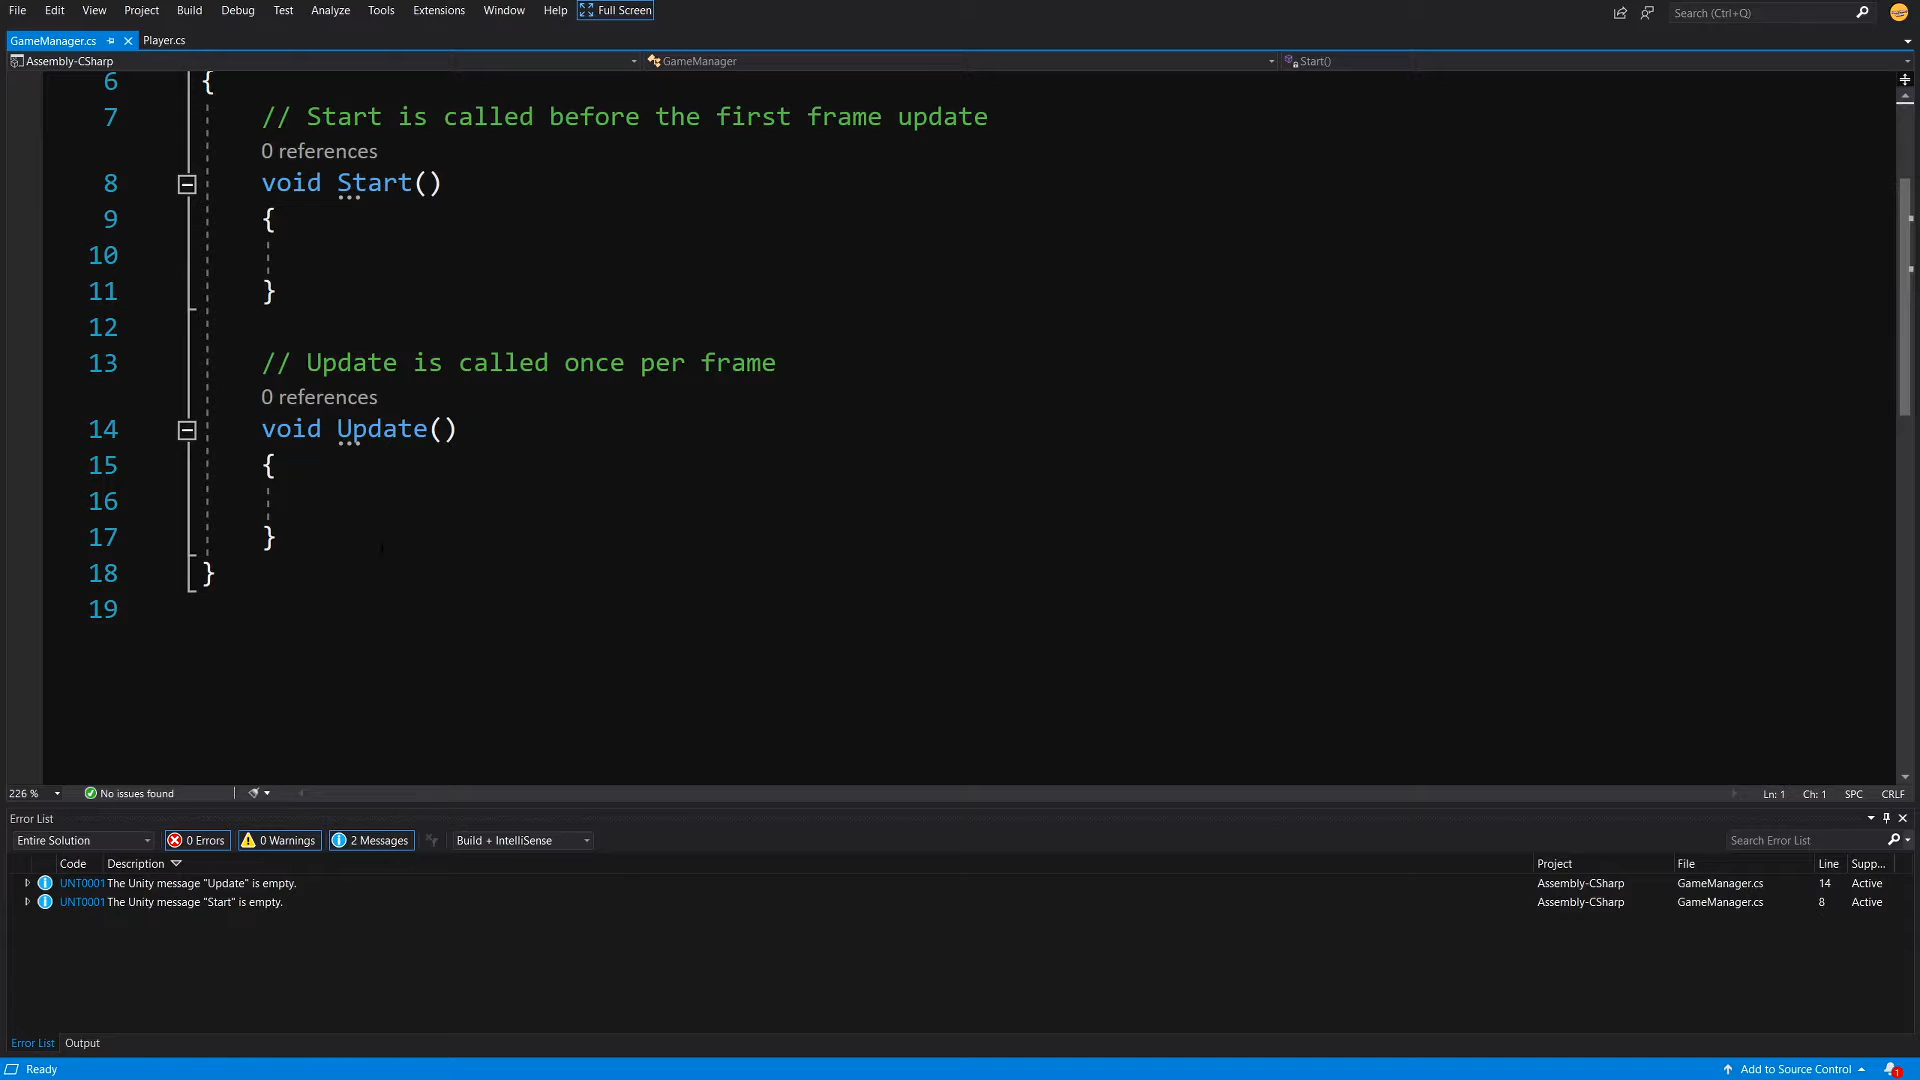 File Edit View Project Build Debug Test Analyze Tools Extensions Window Help Full Screen Search (Ctrl+Q)
GameManager.cs Player.cs
Assembly-CSharp GameManager Start()
6 {
7 // Start is called before the first frame update
0 references
8 void Start()
9 {
10
11 }
12
13 // Update is called once per frame
0 references
14 void Update()
15 {
16
17 }
18 }
19
226 % No issues found Ln: 1 Ch: 1 SPC CRLF
Error List
Entire Solution 0 Errors 0 Warnings 2 Messages Build + IntelliSense Search Error List
Code Description Project File Line Supp...
UNT0001 The Unity message "Update" is empty. Assembly-CSharp GameManager.cs 14 Active
UNT0001 The Unity message "Start" is empty. Assembly-CSharp GameManager.cs 8 Active
Error List Output
Ready Add to Source Control 1